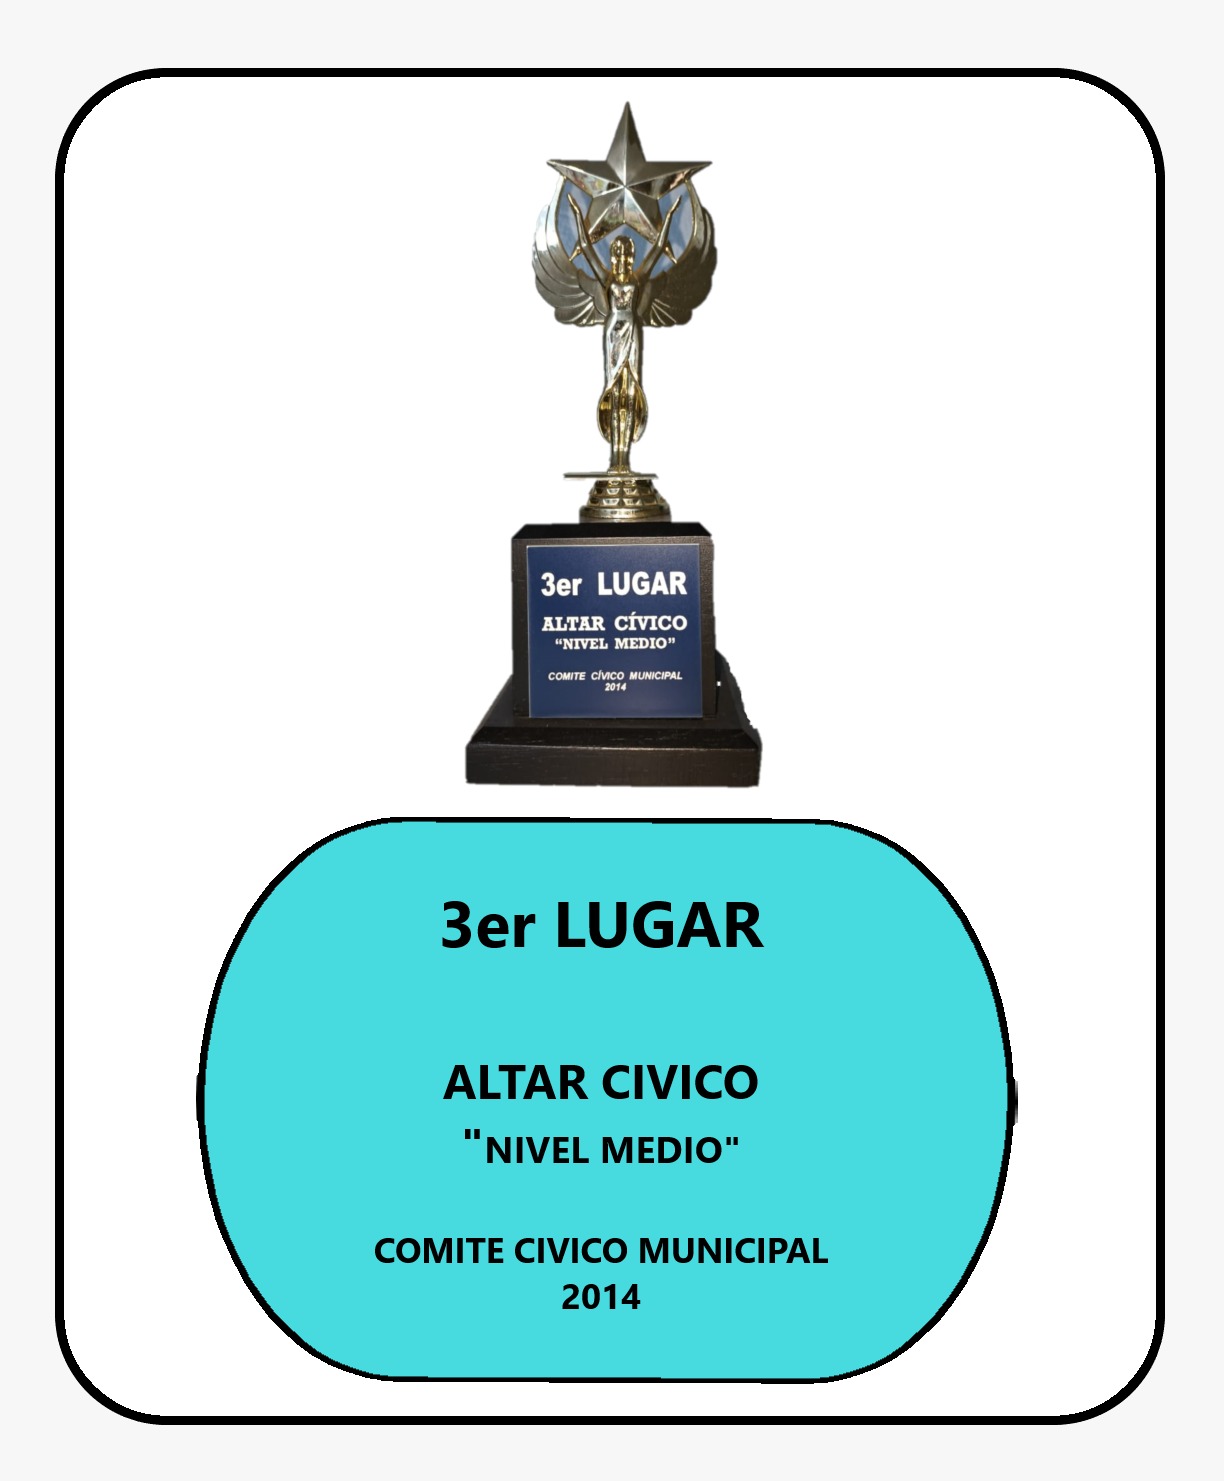 3er LUGAR
ALTAR CÍVICO
“NIVEL MEDIO”
COMITE CÍVICO MUNICIPAL
2014
3er LUGAR
ALTAR CIVICO
"NIVEL MEDIO"
COMITE CIVICO MUNICIPAL
2014